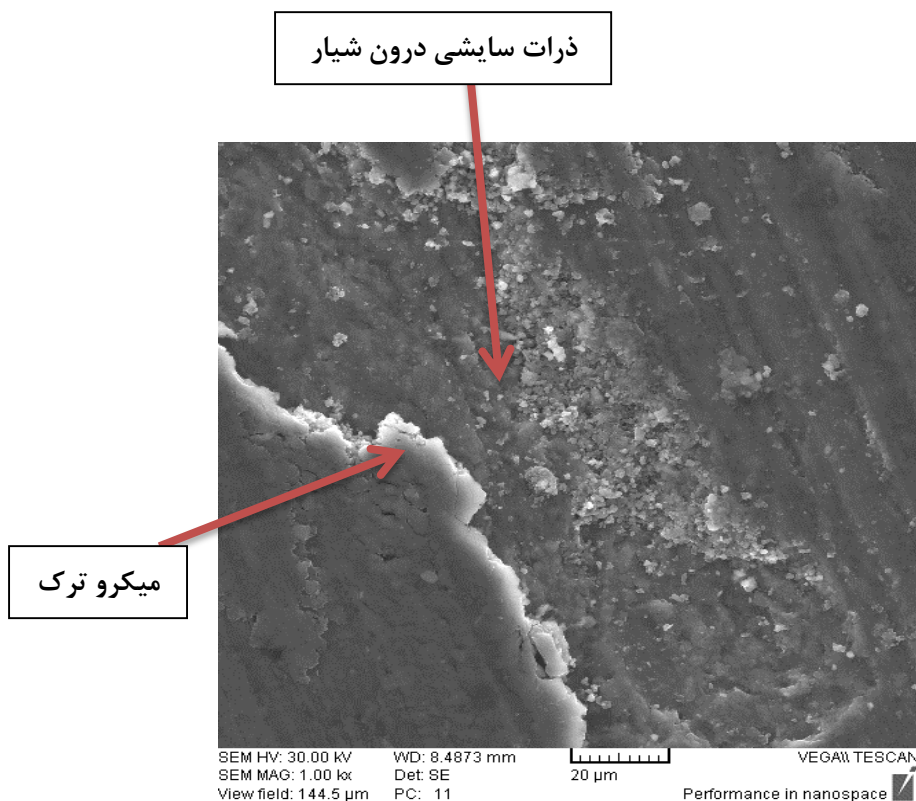 ذرات سایشی درون شیار
میکرو ترک
SEM HV: 30.00 kV WD: 8.4873 mm VEGA\\ TESCAN
SEM MAG: 1.00 kx Det: SE 20 µm
View field: 144.5 µm PC: 11 Performance in nanospace